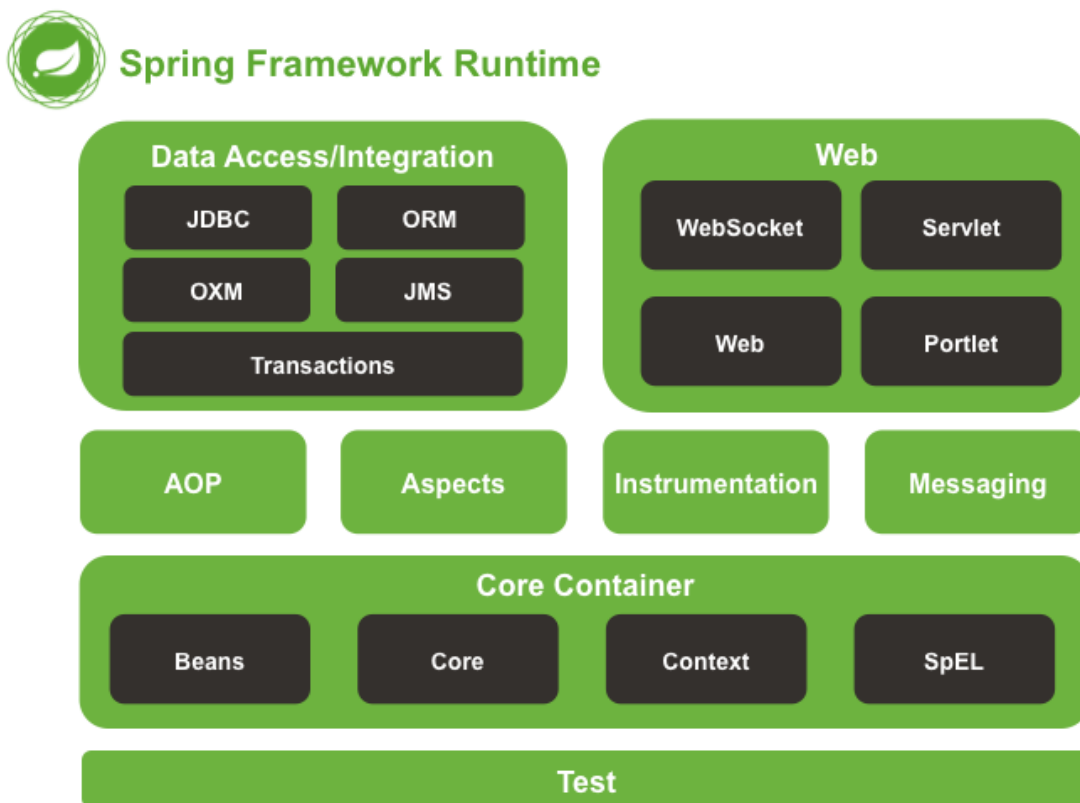 Spring Framework Runtime
Data Access/Integration
JDBC ORM
OXM JMS
Transactions
Web
WebSocket Servlet
Web Portlet
AOP Aspects Instrumentation Messaging
Core Container
Beans Core Context SpEL
Test